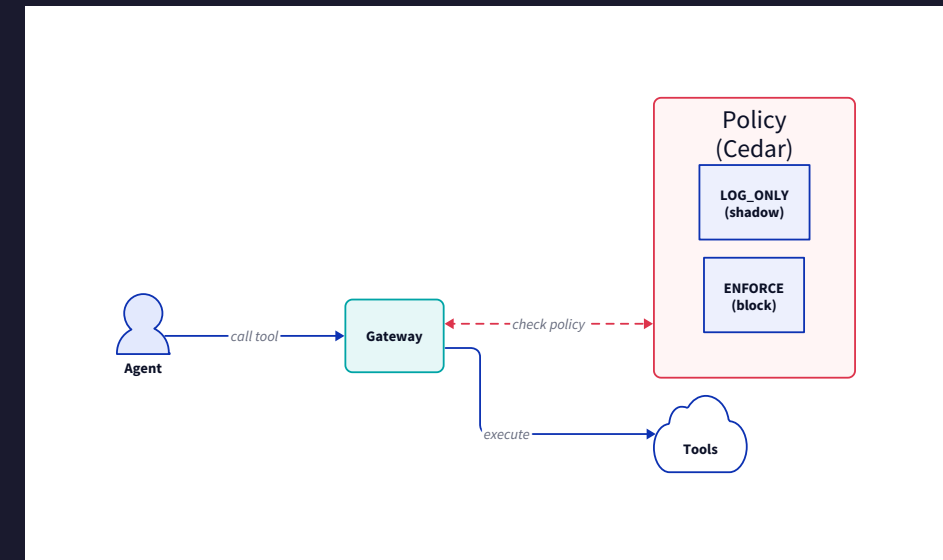 Policy
(Cedar)
LOG_ONLY
(shadow)
ENFORCE
(block)
check policy
call tool
Gateway
Agent
execute
Tools